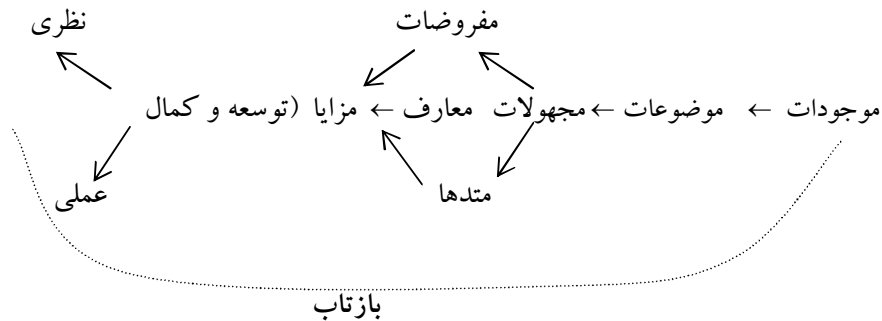 مفروضات نظری
موجودات ← موضوعات ← مجهولات معارف ← مزایا (توسعه و کمال
متدها عملی
بازتاب